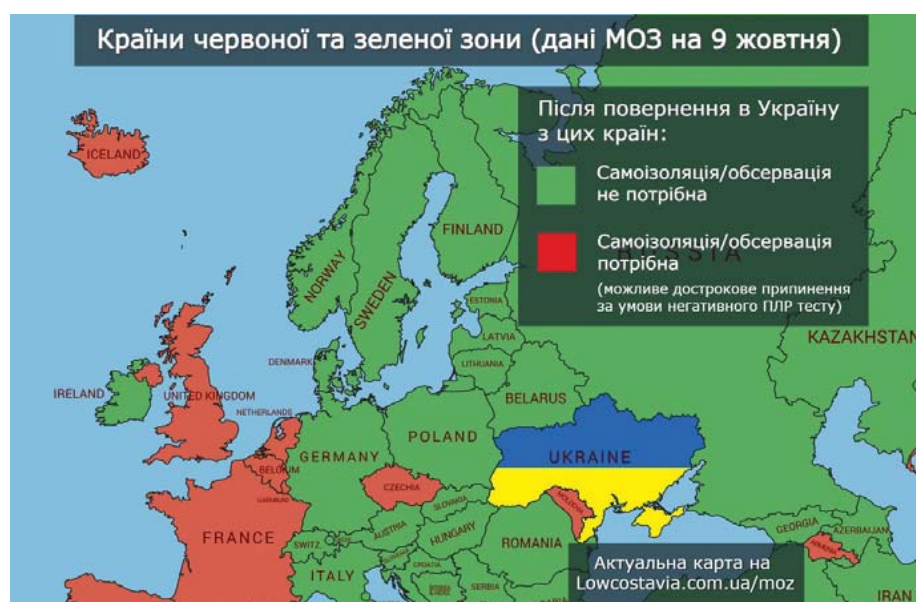 Країни червоної та зеленої зони (дані МОЗ на 9 жовтня)
Після повернення в Україну
з цих країн:
Самоізоляція/обсервація
не потрібна
Самоізоляція/обсервація
потрібна
(можливе дострокове припинення
за умови негативного ПЛР тесту)
ICELAND
FINLAND
NORWAY
SWEDEN
RUSSIA
ESTONIA
LATVIA
LITHUANIA
DENMARK
KAZAKHSTAN
IRELAND
UNITED KINGDOM
NETHERLANDS
BELARUS
POLAND
GERMANY
BELGIUM
UKRAINE
CZECHIA
LUXEMBURG
SLOVAKIA
MOLDOVA
FRANCE
AUSTRIA
SWITZ.
HUNGARY
ROMANIA
GEORGIA
AZERBAIJAN
ARMENIA
CROATIA
ITALY
SERBIA
IRAN
Актуальна карта на
Lowcostavia.com.ua/moz